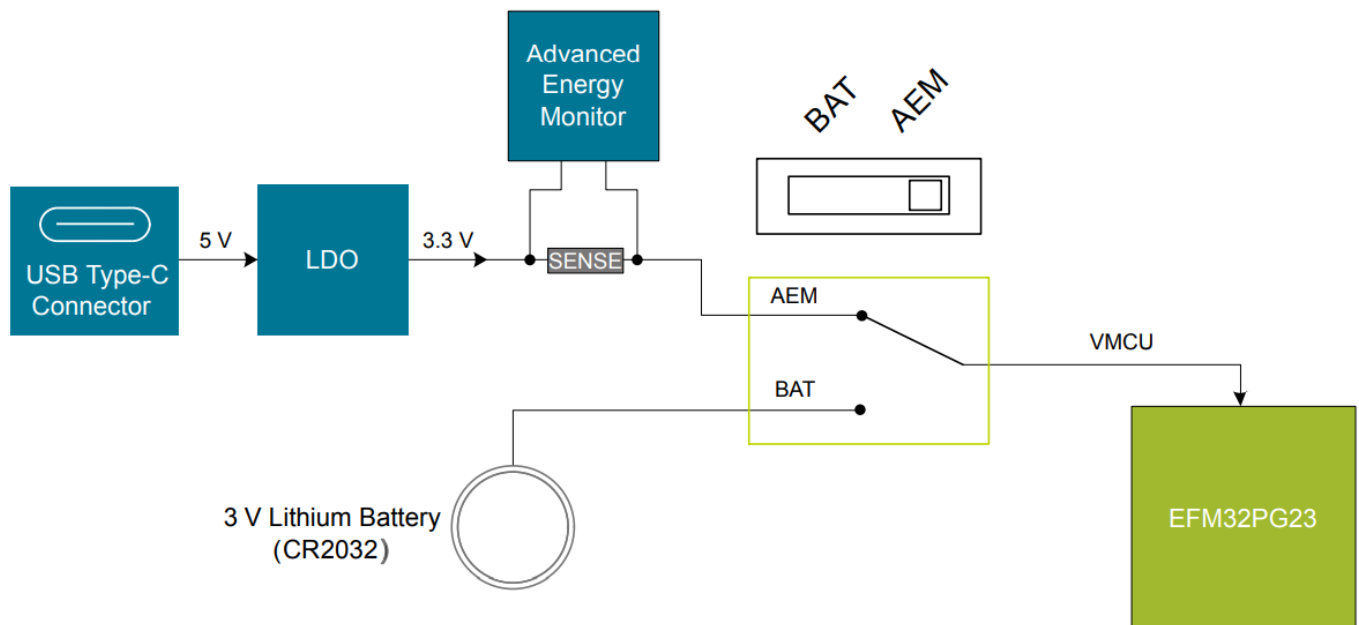 Advanced
Energy
Monitor
BAT
AEM
USB Type-C
Connector
5 V
LDO
3.3 V
SENSE
AEM
BAT
VMCU
3 V Lithium Battery
(CR2032)
EFM32PG23